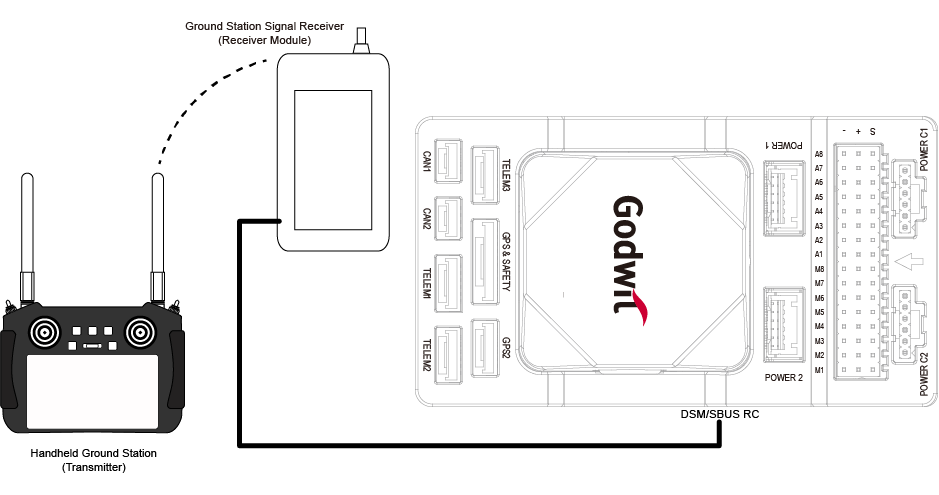 Ground Station Signal Receiver
(Receiver Module)
Handheld Ground Station
(Transmitter)
CAN1
CAN2
TELEM1
TELEM2
TELEM3
GPS & SAFETY
GPS2
Godwit
POWER 1
POWER 2
- + S
A8
A7
A6
A5
A4
A3
A2
A1
M8
M7
M6
M5
M4
M3
M2
M1
POWER C1
POWER C2
DSM/SBUS RC